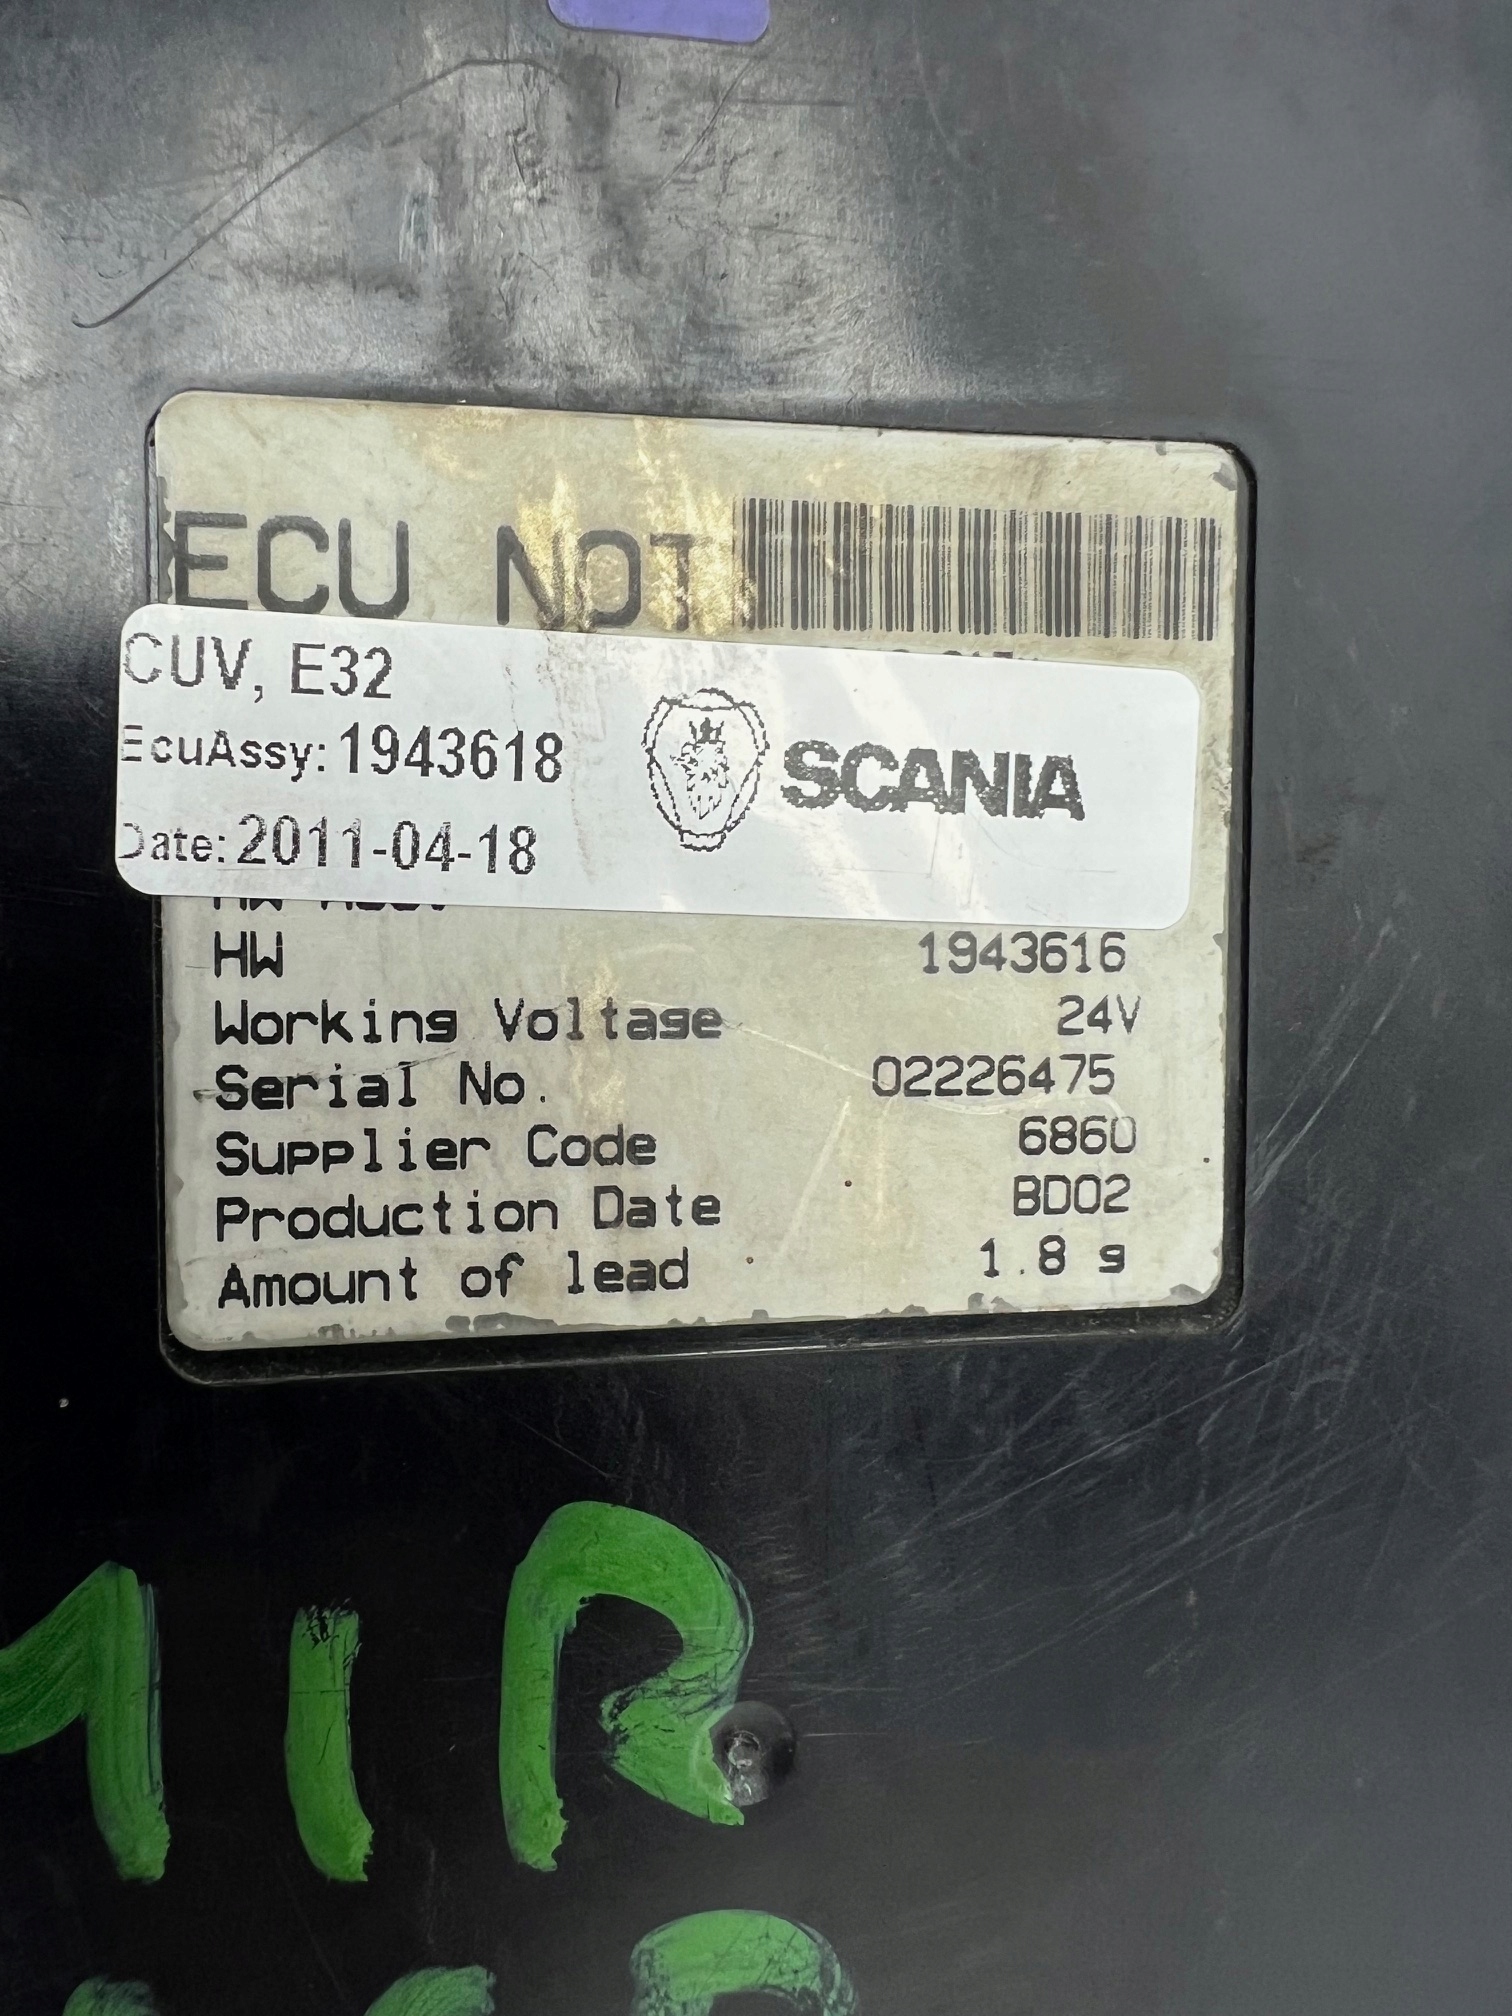 ECU NOT
CUV, E32
EcuAssy: 1943618
SCANIA
Date: 2011-04-18
HW 1943616
Working Voltage 24V
Serial No. 02226475
Supplier Code 6860
Production Date BD02
Amount of lead 1.8 g
MIR